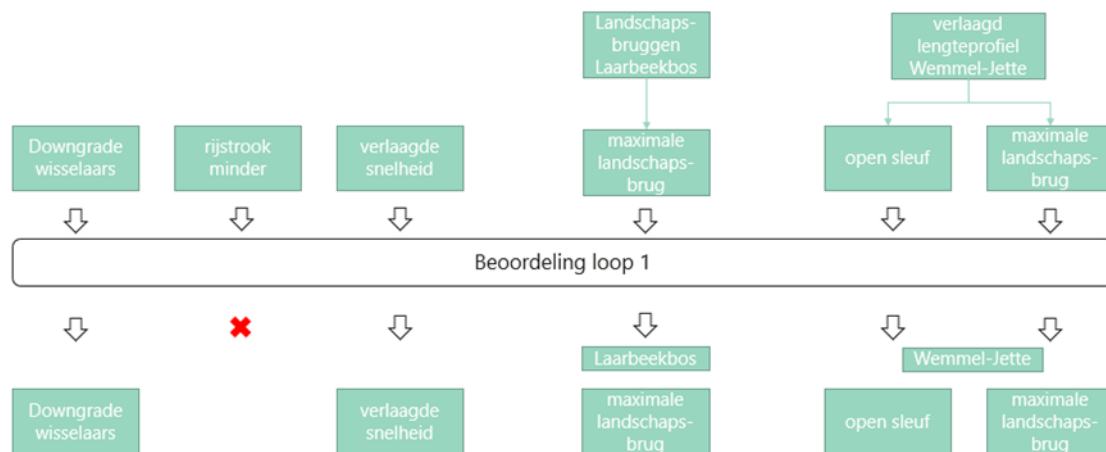 Landschaps-
bruggen
Laarbeekbos
verlaagd
lengteprofiel
Wemmel-Jette
Downgrade
wisselaars
rijstrook
minder
verlaagde
snelheid
maximale
landschaps-
brug
open sleuf
maximale
landschaps-
brug
Beoordeling loop 1
Laarbeekbos
Wemmel-Jette
Downgrade
wisselaars
verlaagde
snelheid
maximale
landschaps-
brug
open sleuf
maximale
landschaps-
brug